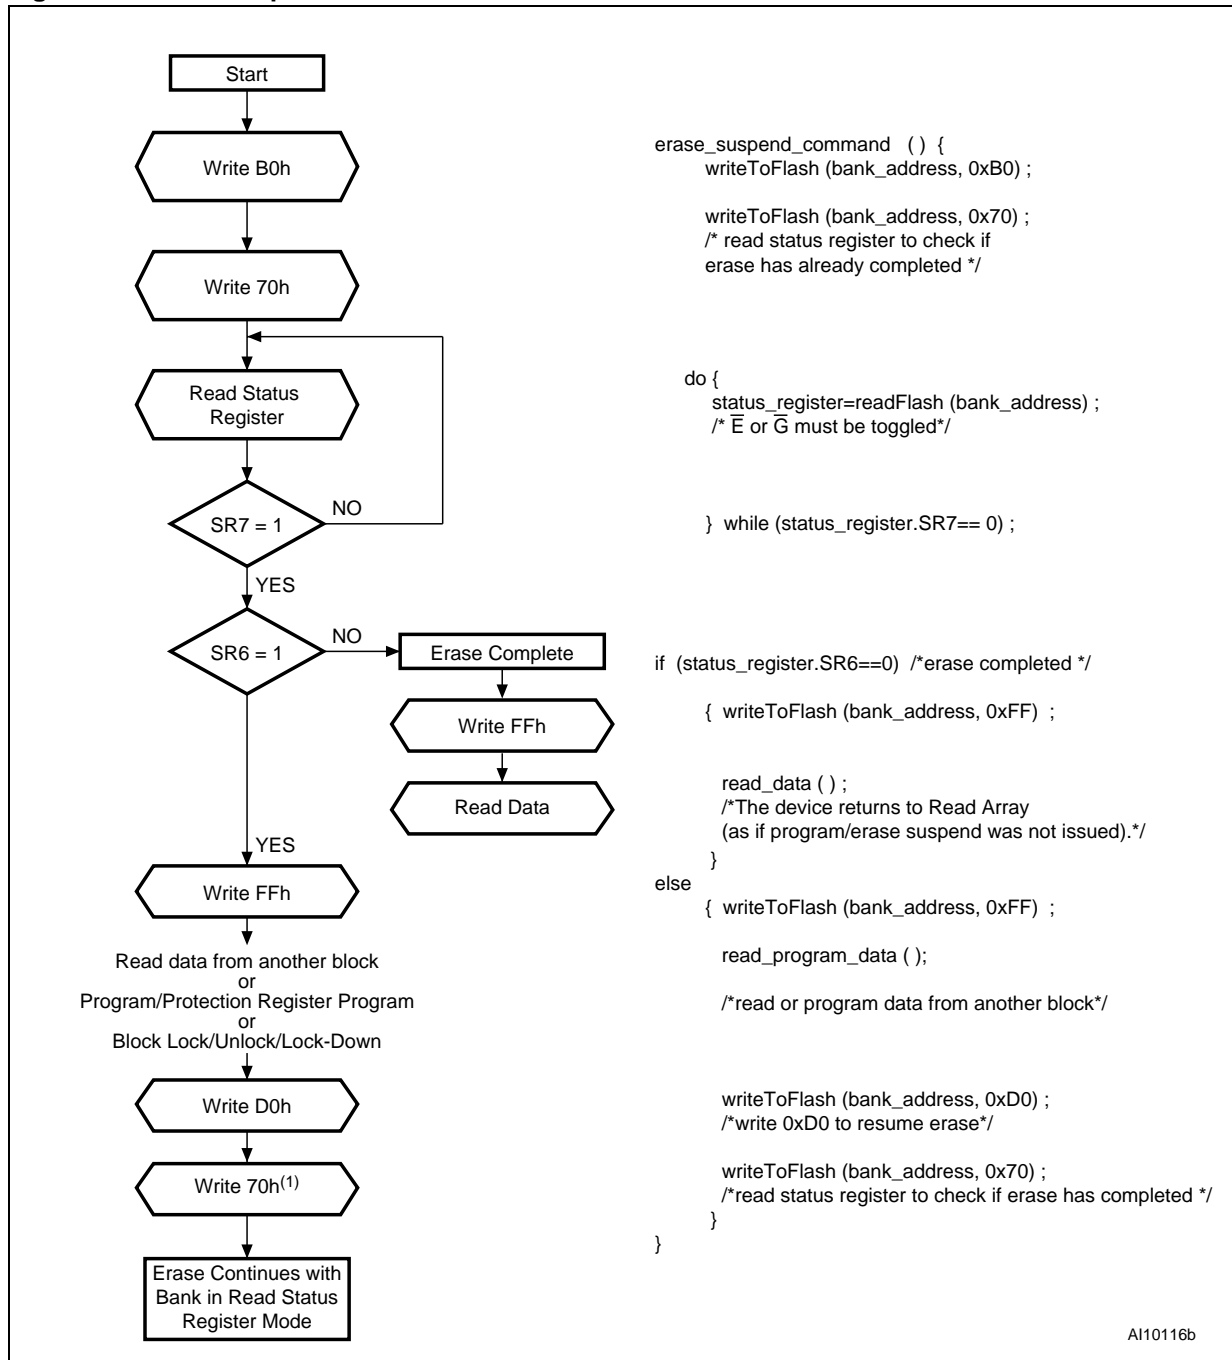 Start
Write B0h
Write 70h
Read Status
Register
SR7 = 1
NO
YES
SR6 = 1
NO
Erase Complete
Write FFh
Read Data
YES
Write FFh
Read data from another block
or
Program/Protection Register Program
or
Block Lock/Unlock/Lock-Down
Write D0h
Write 70h(1)
Erase Continues with
Bank in Read Status
Register Mode
erase_suspend_command ( ) {
writeToFlash (bank_address, 0xB0) ;
writeToFlash (bank_address, 0x70) ;
/* read status register to check if
erase has already completed */
do {
status_register=readFlash (bank_address) ;
/* E̅ or G̅ must be toggled*/
} while (status_register.SR7== 0) ;
if (status_register.SR6==0) /*erase completed */
{ writeToFlash (bank_address, 0xFF) ;
read_data ( ) ;
/*The device returns to Read Array
(as if program/erase suspend was not issued).*/
}
else
{ writeToFlash (bank_address, 0xFF) ;
read_program_data ( );
/*read or program data from another block*/
writeToFlash (bank_address, 0xD0) ;
/*write 0xD0 to resume erase*/
writeToFlash (bank_address, 0x70) ;
/*read status register to check if erase has completed */
}
}
AI10116b